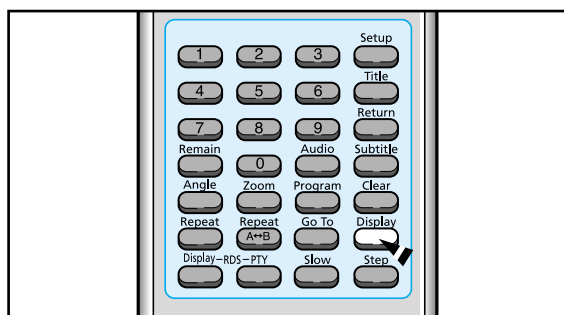 Setup
1 2 3
Title
4 5 6
Return
7 8 9
Remain Audio Subtitle
0
Angle Zoom Program Clear
Repeat Repeat Go To Display
A↔B
Display–RDS–PTY Slow Step